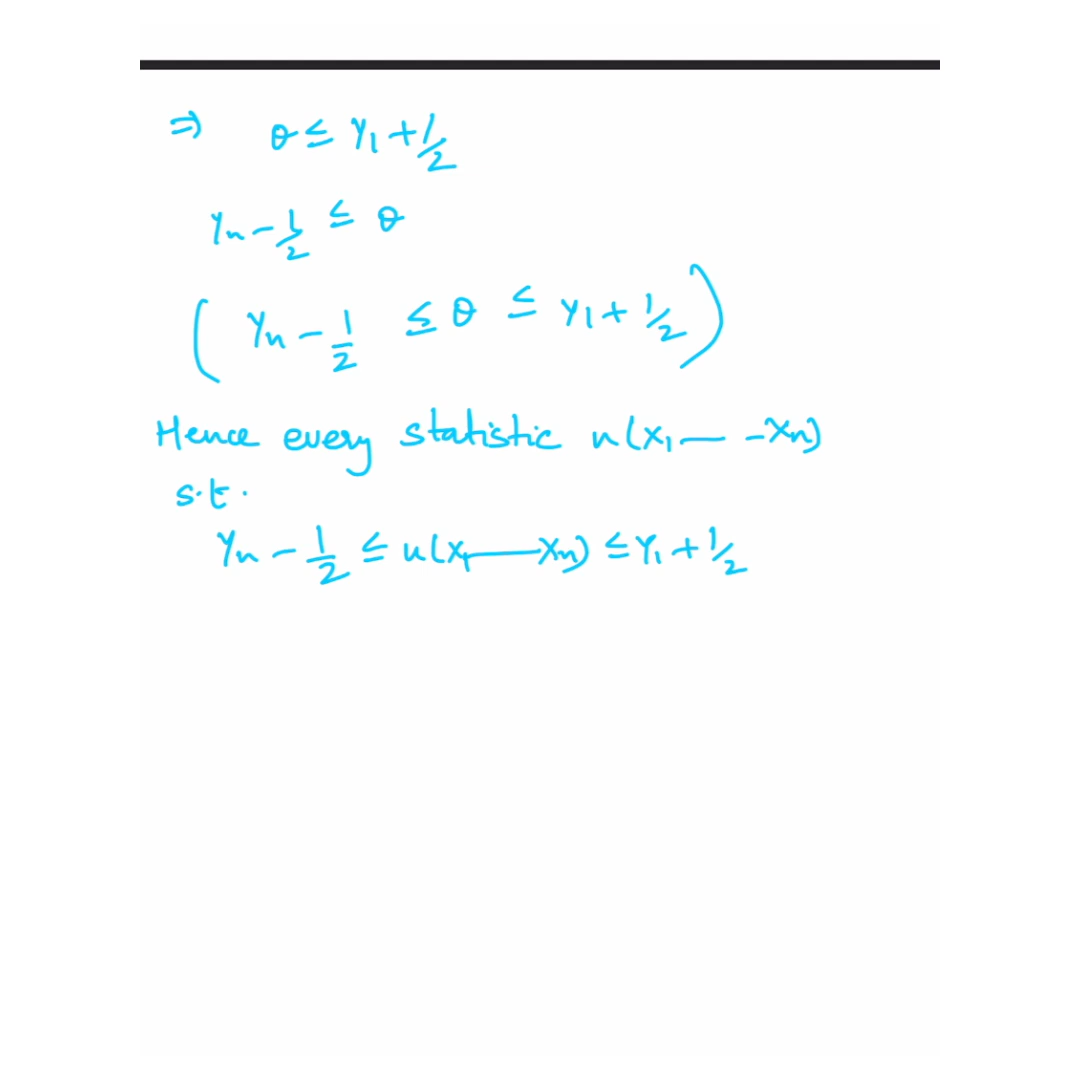 ⇒ θ ≤ Y₁ + 1/2
Yₙ − 1/2 ≤ θ
( Yₙ − 1/2 ≤ θ ≤ Y₁ + 1/2 )
Hence every statistic u(X₁ — – Xₙ)
s.t.
Yₙ − 1/2 ≤ u(X₁ — Xₙ) ≤ Y₁ + 1/2